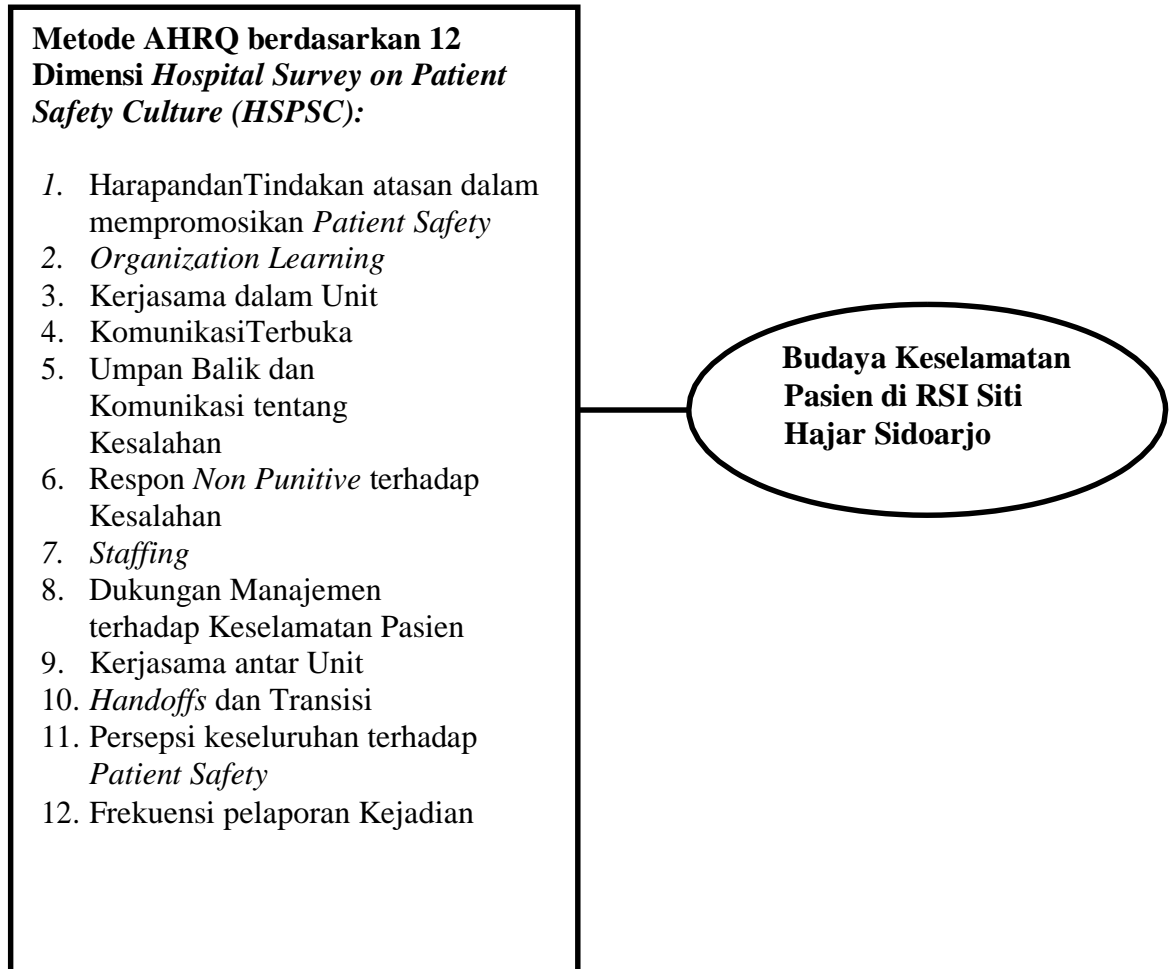 Metode AHRQ berdasarkan 12
Dimensi Hospital Survey on Patient
Safety Culture (HSPSC):
1. HarapandanTindakan atasan dalam
mempromosikan Patient Safety
2. Organization Learning
3. Kerjasama dalam Unit
4. KomunikasiTerbuka
5. Umpan Balik dan
Komunikasi tentang
Kesalahan
6. Respon Non Punitive terhadap
Kesalahan
7. Staffing
8. Dukungan Manajemen
terhadap Keselamatan Pasien
9. Kerjasama antar Unit
10. Handoffs dan Transisi
11. Persepsi keseluruhan terhadap
Patient Safety
12. Frekuensi pelaporan Kejadian
Budaya Keselamatan
Pasien di RSI Siti
Hajar Sidoarjo